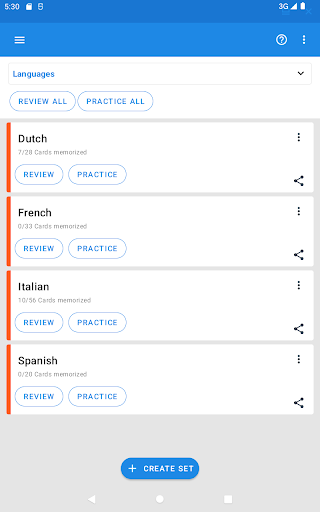 5:30
3G
Languages
REVIEW ALL
PRACTICE ALL
Dutch
7/28 Cards memorized
REVIEW
PRACTICE
French
0/33 Cards memorized
REVIEW
PRACTICE
Italian
10/56 Cards memorized
REVIEW
PRACTICE
Spanish
0/20 Cards memorized
REVIEW
PRACTICE
+ CREATE SET